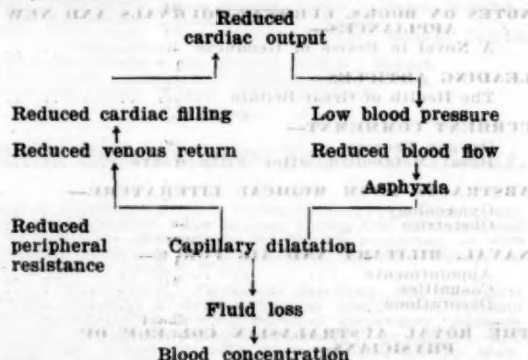 Reduced
cardiac output
Reduced cardiac filling Low blood pressure
Reduced venous return Reduced blood flow
Asphyxia
Reduced
peripheral
resistance
Capillary dilatation
Fluid loss
Blood concentration